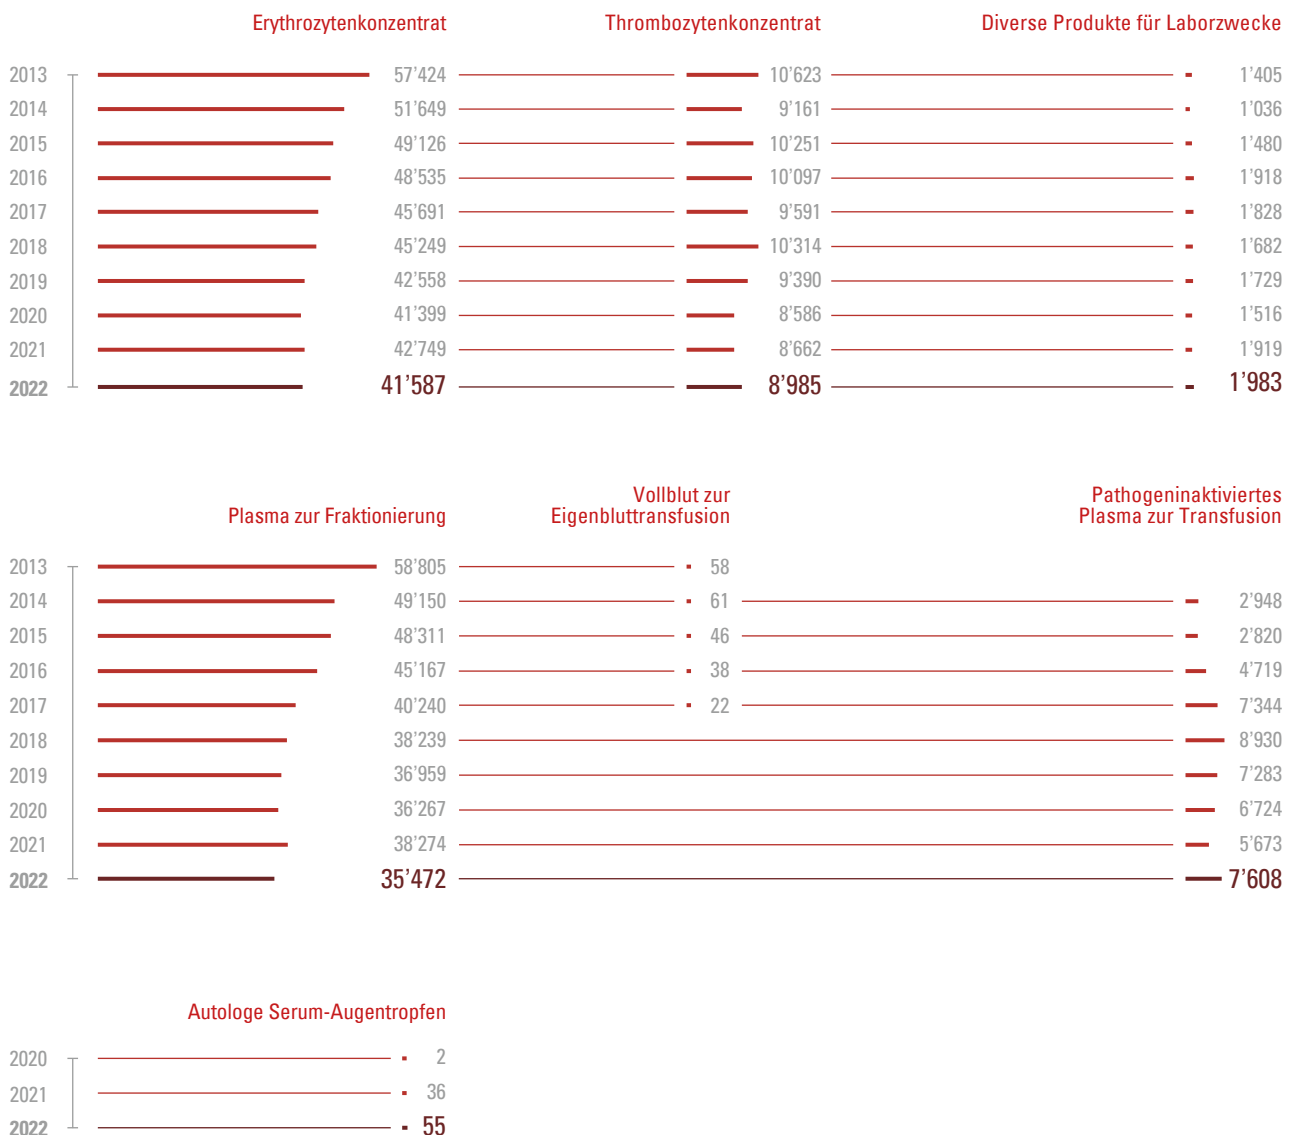 Erythrozytenkonzentrat Thrombozytenkonzentrat Diverse Produkte für Laborzwecke
2013 57’424 10’623 1’405
2014 51’649 9’161 1’036
2015 49’126 10’251 1’480
2016 48’535 10’097 1’918
2017 45’691 9’591 1’828
2018 45’249 10’314 1’682
2019 42’558 9’390 1’729
2020 41’399 8’586 1’516
2021 42’749 8’662 1’919
2022 41’587 8’985 1’983
Plasma zur Fraktionierung
Vollblut zur
Eigenbluttransfusion
Pathogeninaktiviertes
Plasma zur Transfusion
2013 58’805 58
2014 49’150 61 2’948
2015 48’311 46 2’820
2016 45’167 38 4’719
2017 40’240 22 7’344
2018 38’239 8’930
2019 36’959 7’283
2020 36’267 6’724
2021 38’274 5’673
2022 35’472 7’608
Autologe Serum-Augentropfen
2020 2
2021 36
2022 55